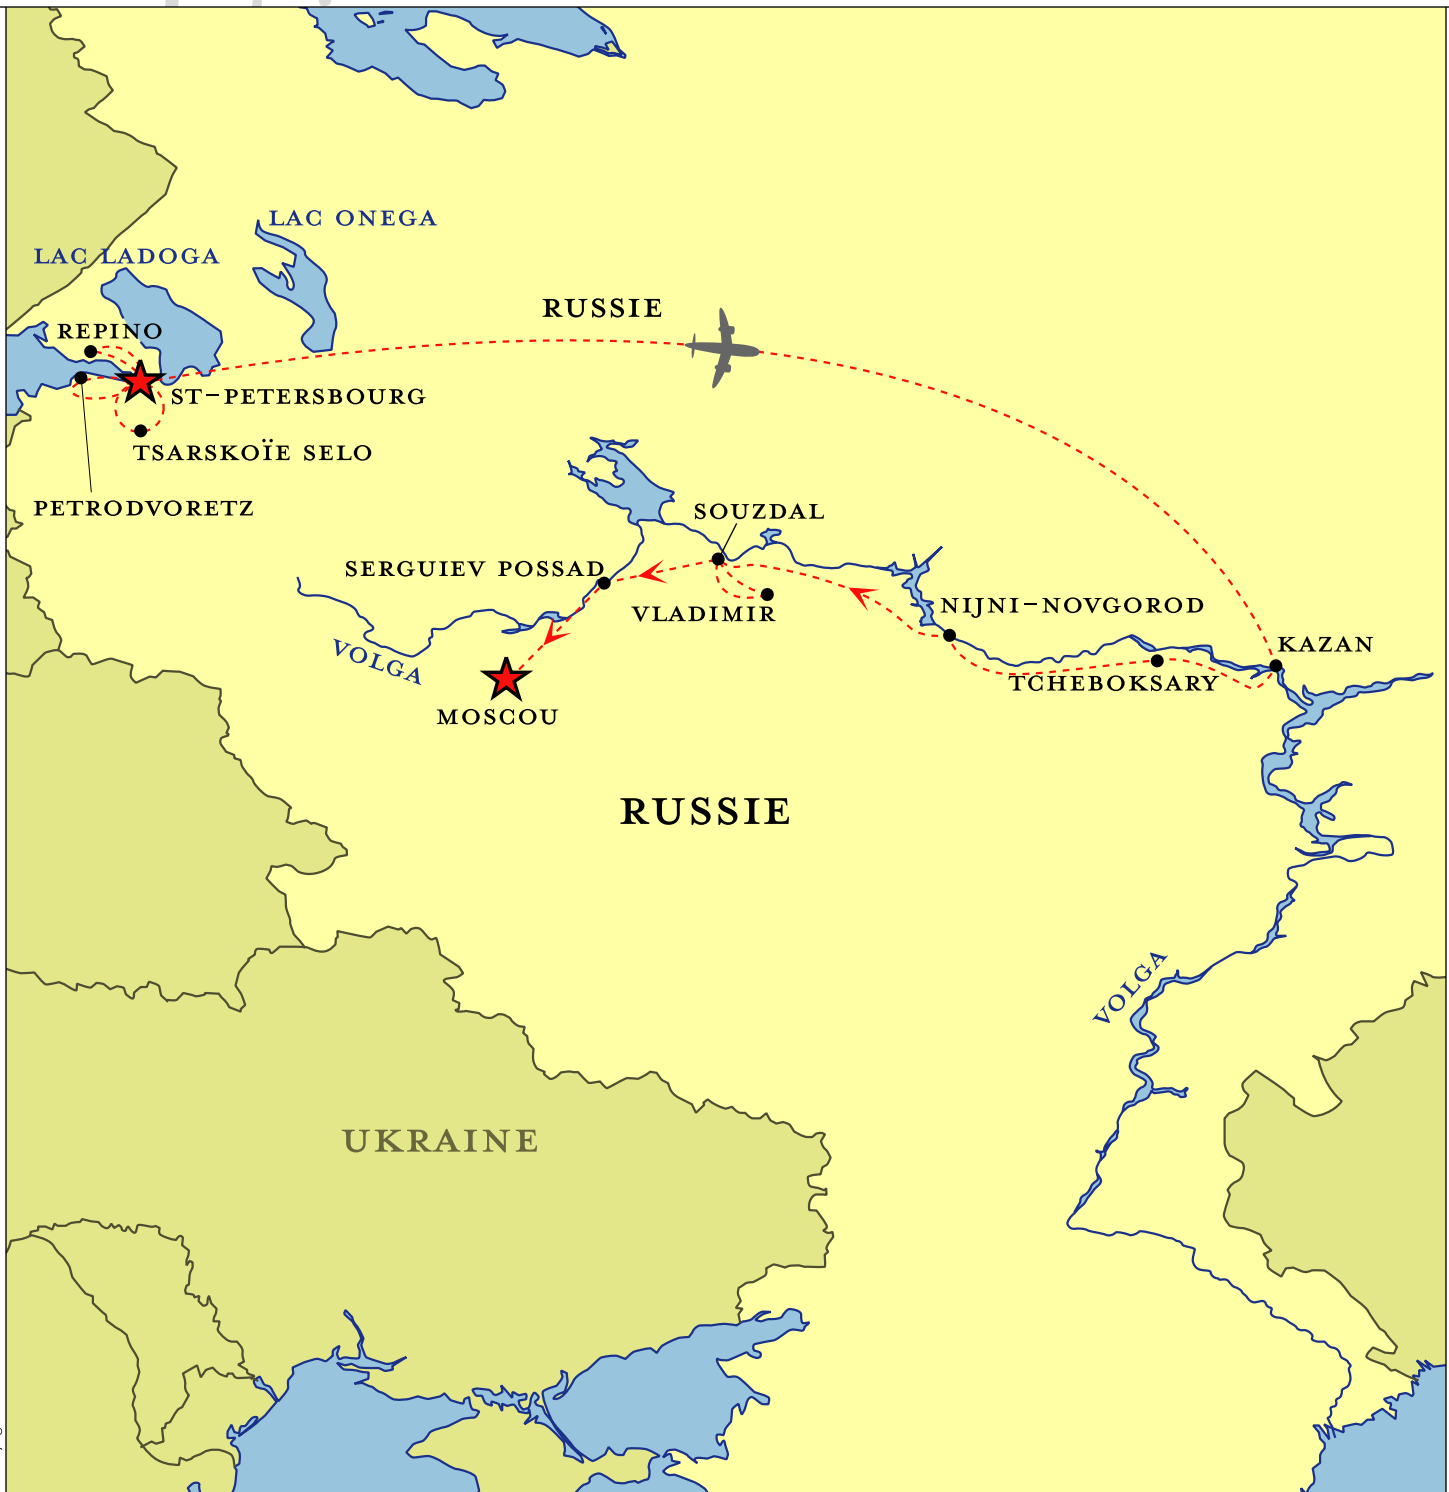 LAC ONEGA
LAC LADOGA
RUSSIE
REPINO
ST-PETERSBOURG
TSARSKOÏE SELO
PETRODVORETZ
SOUZDAL
SERGUIEV POSSAD
VLADIMIR
NIJNI-NOVGOROD
KAZAN
VOLGA
TCHEBOKSARY
MOSCOU
RUSSIE
VOLGA
UKRAINE